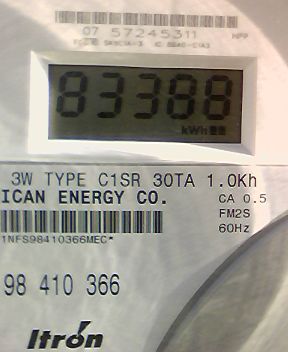 07 57245311 MPP
83388
kWh
3W TYPE C1SR 30TA 1.0Kh
ICAN ENERGY CO. CA 0.5
FM2S
60Hz
1NFS98410366MEC*
98 410 366
Itron